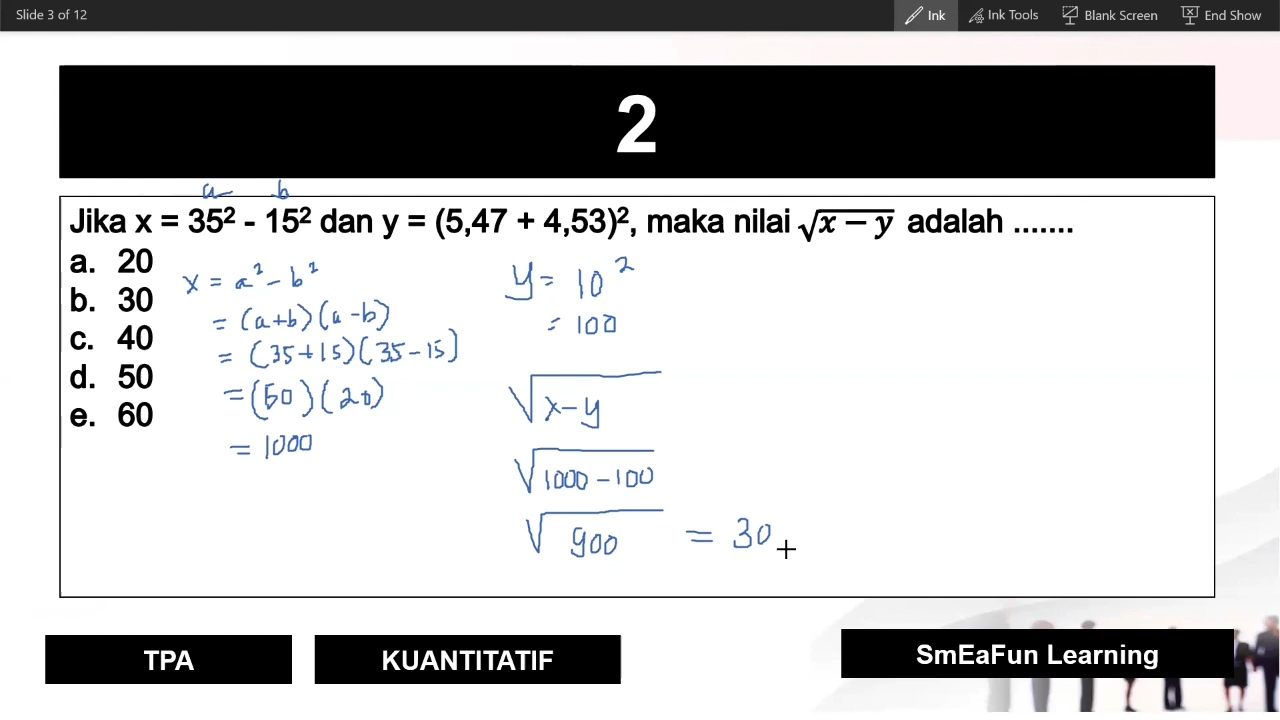 Slide 3 of 12
Ink
Ink Tools
Blank Screen
End Show
2
a b
Jika x = 35² - 15² dan y = (5,47 + 4,53)², maka nilai √x − y adalah .......
a. 20
b. 30
c. 40
d. 50
e. 60
x = a² - b²
= (a+b)(a-b)
= (35+15)(35-15)
= (50)(20)
= 1000
y = 10²
= 100
√x-y
√1000-100
√900 = 30
TPA
KUANTITATIF
SmEaFun Learning